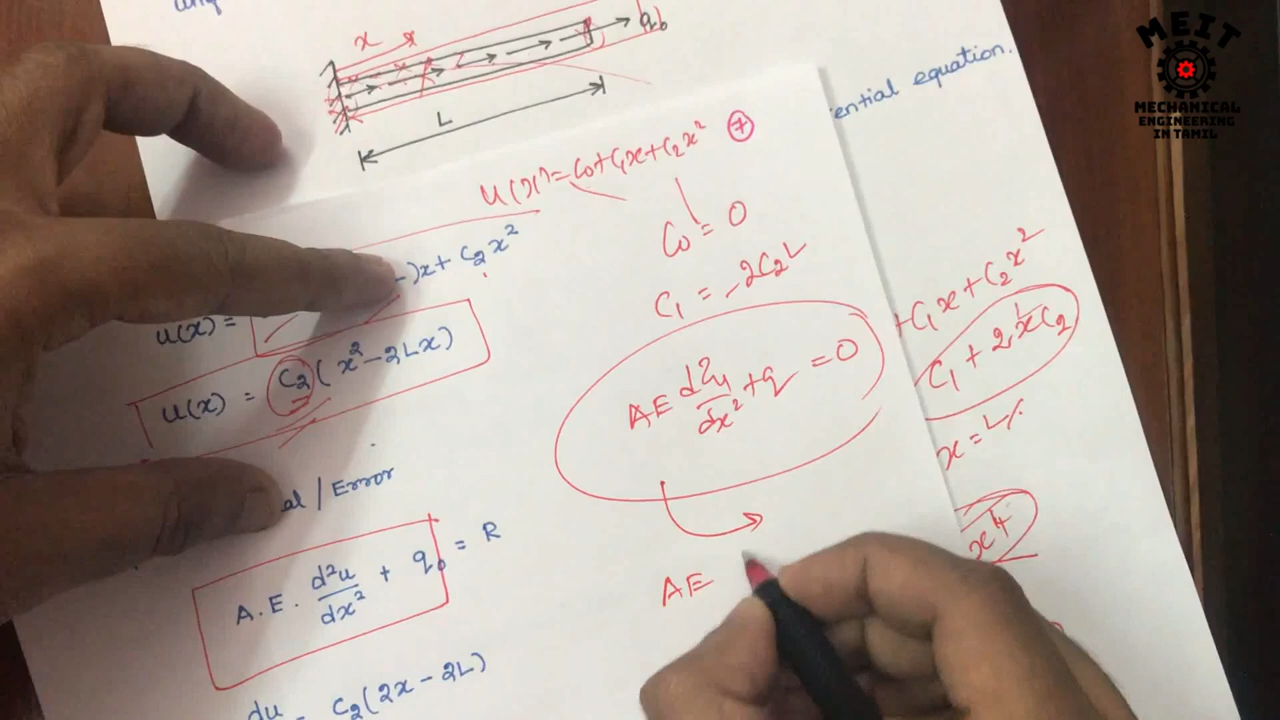 x
q₀
L
ential equation.
u(x) = C₀+C₁x+C₂x² 7
C₀ = 0
C₁ = -2C₂L
)x + C₂x²
u(x) =
u(x) = C₂(x²-2Lx)
AE d²u/dx² + q = 0
+C₁x+C₂x²
C₁ + 2xC₂
x = L
al / Error
A.E. d²u/dx² + q₀ = R
AE
du
= C₂(2x-2L)
MEIT
MECHANICAL
ENGINEERING
IN TAMIL